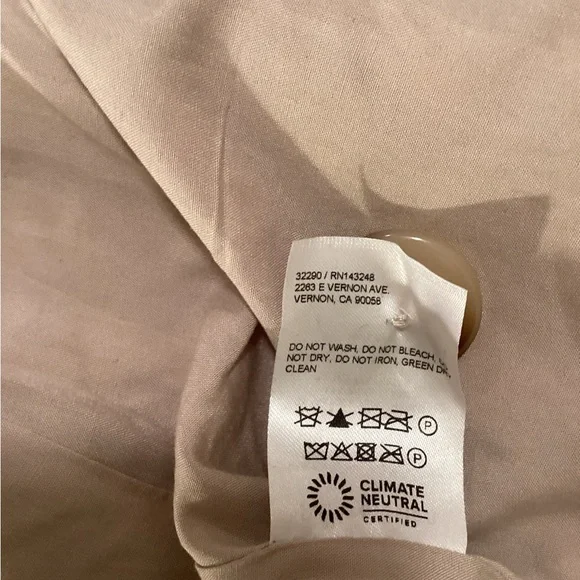 32290 / RN143248
2263 E VERNON AVE.
VERNON, CA 90058
DO NOT WASH, DO NOT BLEACH,
NOT DRY, DO NOT IRON, GREEN
CLEAN
P
P
CLIMATE
NEUTRAL
CERTIFIED